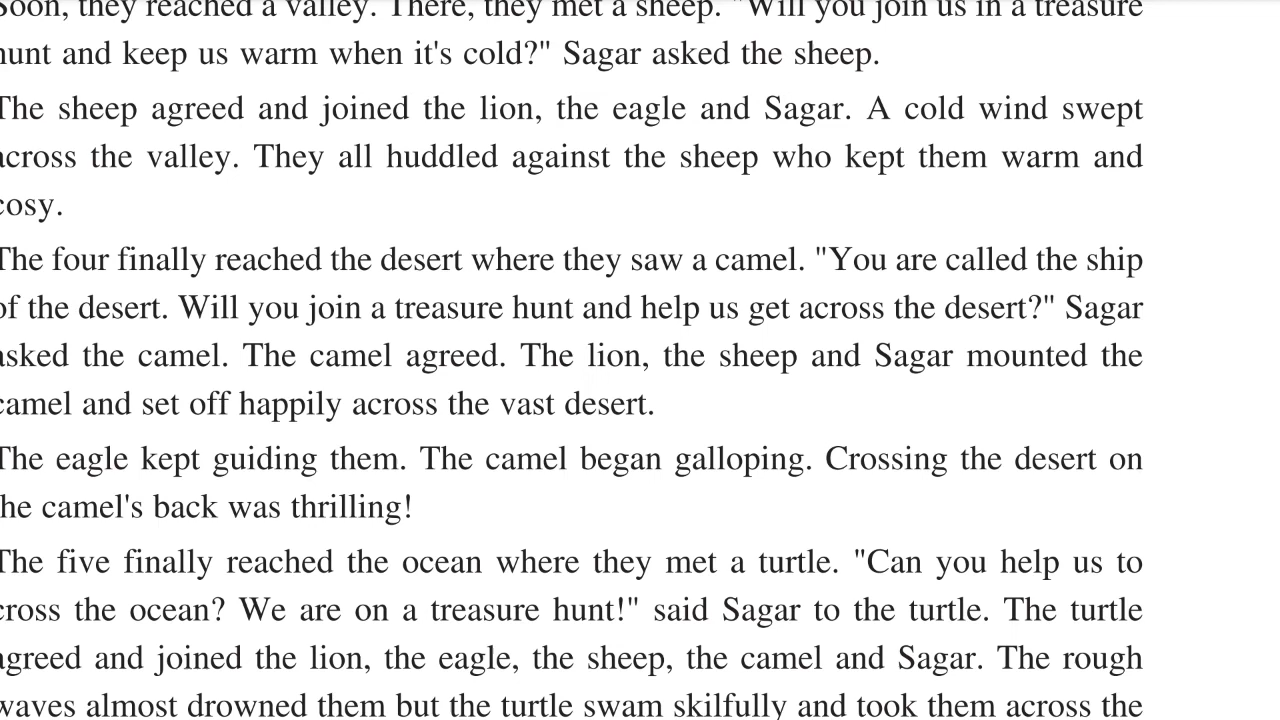 Soon, they reached a valley. There, they met a sheep. "Will you join us in a treasure
hunt and keep us warm when it's cold?" Sagar asked the sheep.
The sheep agreed and joined the lion, the eagle and Sagar. A cold wind swept
across the valley. They all huddled against the sheep who kept them warm and
cosy.
The four finally reached the desert where they saw a camel. "You are called the ship
of the desert. Will you join a treasure hunt and help us get across the desert?" Sagar
asked the camel. The camel agreed. The lion, the sheep and Sagar mounted the
camel and set off happily across the vast desert.
The eagle kept guiding them. The camel began galloping. Crossing the desert on
the camel's back was thrilling!
The five finally reached the ocean where they met a turtle. "Can you help us to
cross the ocean? We are on a treasure hunt!" said Sagar to the turtle. The turtle
agreed and joined the lion, the eagle, the sheep, the camel and Sagar. The rough
waves almost drowned them but the turtle swam skilfully and took them across the